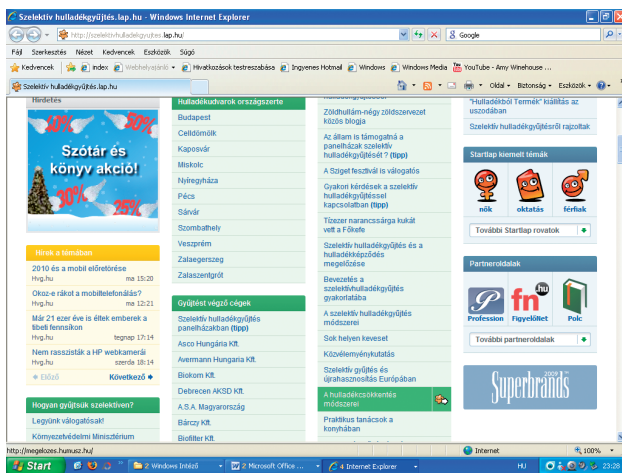 Szelektív hulladékgyűjtés.lap.hu - Windows Internet Explorer
http://szelektivhulladekgyujtes.lap.hu/
Google
Fájl Szerkesztés Nézet Kedvencek Eszközök Súgó
Kedvencek index Webhelyajánló Hivatkozások testreszabása Ingyenes Hotmail Windows Windows Media YouTube - Amy Winehouse ...
Szelektív hulladékgyűjtés.lap.hu
Oldal Biztonság Eszközök
Hirdetés
40%
50%
Szótár és
könyv akció!
30%
25%
Hírek a témában
2010 és a mobil előretörése
Hvg.hu ma 15:20
Okoz-e rákot a mobiltelefonálás?
Hvg.hu ma 12:21
Már 21 ezer éve is éltek emberek a
tibeti fennsíkon
Hvg.hu tegnap 17:14
Nem rasszisták a HP webkamerái
Hvg.hu szerda 18:14
Előző Következő
Hogyan gyűjtsük szelektíven?
Legyünk válogatósak!
Környezetvédelmi Minisztérium
Hulladékudvarok országszerte
Budapest
Celldömölk
Kaposvár
Miskolc
Nyíregyháza
Pécs
Sárvár
Szombathely
Veszprém
Zalaegerszeg
Zalaszentgrót
Gyűjtést végző cégek
Szelektív hulladékgyűjtés
panelházakban (tipp)
Asco Hungária Kft.
Avermann Hungaria Kft.
Biokom Kft.
Debrecen AKSD Kft.
A.S.A. Magyarország
Bárczy Kft.
Biofilter Kft.
Zöldhullám-négy zöldszervezet
közös blogja
Az állam is támogatná a
panelházak szelektív
hulladékgyűjtését ? (tipp)
A Sziget fesztivál is válogatós
Gyakori kérdések a szelektív
hulladékgyűjtéssel
kapcsolatban (tipp)
Tízezer narancssárga kukát
vett a Főkefe
Szelektív hulladékgyűjtés és a
hulladékképződés
megelőzése
Bevezetés a
szelektívhulladékgyűjtés
gyakorlatába
A szelektív hulladékgyűjtés
módszerei
Sok helyen keveset
Közvéleménykutatás
Szelektív gyűjtés és
újrahasznosítás Európában
A hulladékcsökkentés
módszerei
Praktikus tanácsok a
konyhában
"Hulladékból Termék" kiállítás az
uszodában
Szelektív hulladékgyűjtésről rajzoltak
Startlap kiemelt témák
nők oktatás férfiak
További Startlap rovatok
Partneroldalak
P fn.hu
Profession FigyelőNet Polc
További partneroldalak
2009
Superbrands
http://megelozes.humusz.hu/
Internet 100%
Start 2 Windows Intéző 2 Microsoft Office ... 4 Internet Explorer HU 23:28